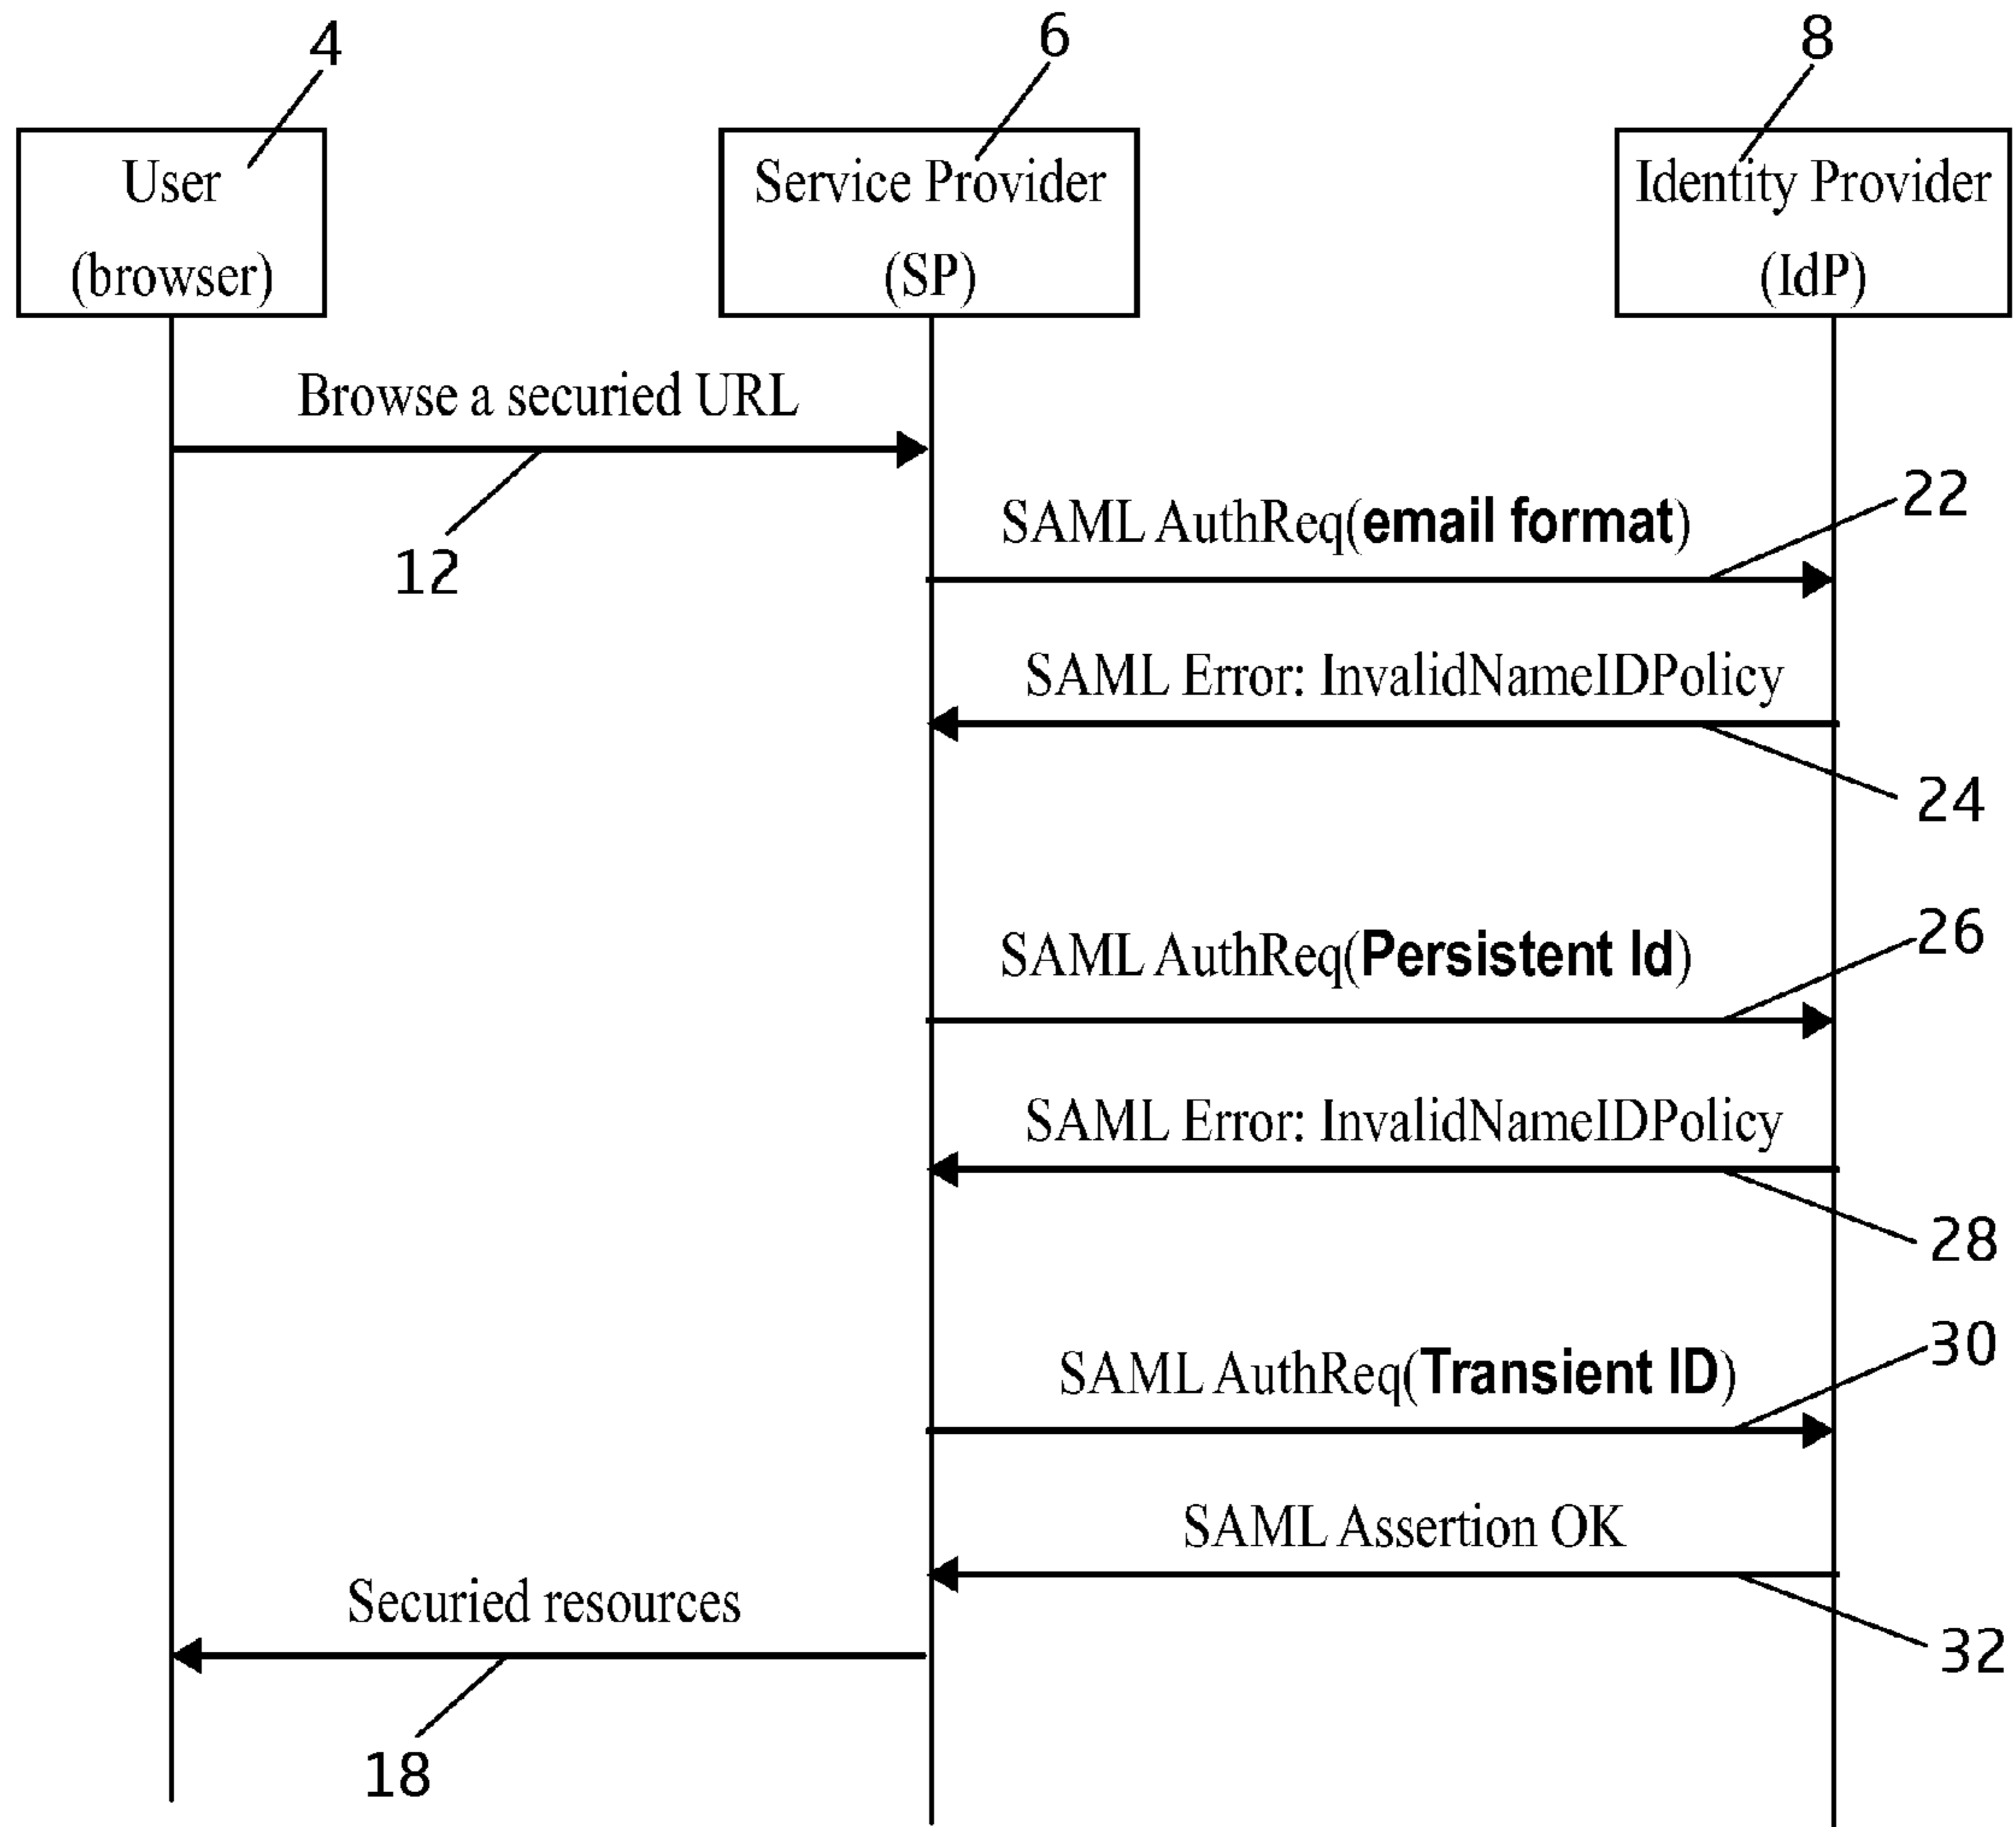 4
6
8
User
(browser)
Service Provider
(SP)
Identity Provider
(IdP)
Browse a securied URL
12
SAML AuthReq(email format)
22
SAML Error: InvalidNameIDPolicy
24
SAML AuthReq(Persistent Id)
26
SAML Error: InvalidNameIDPolicy
28
SAML AuthReq(Transient ID)
30
SAML Assertion OK
32
Securied resources
18